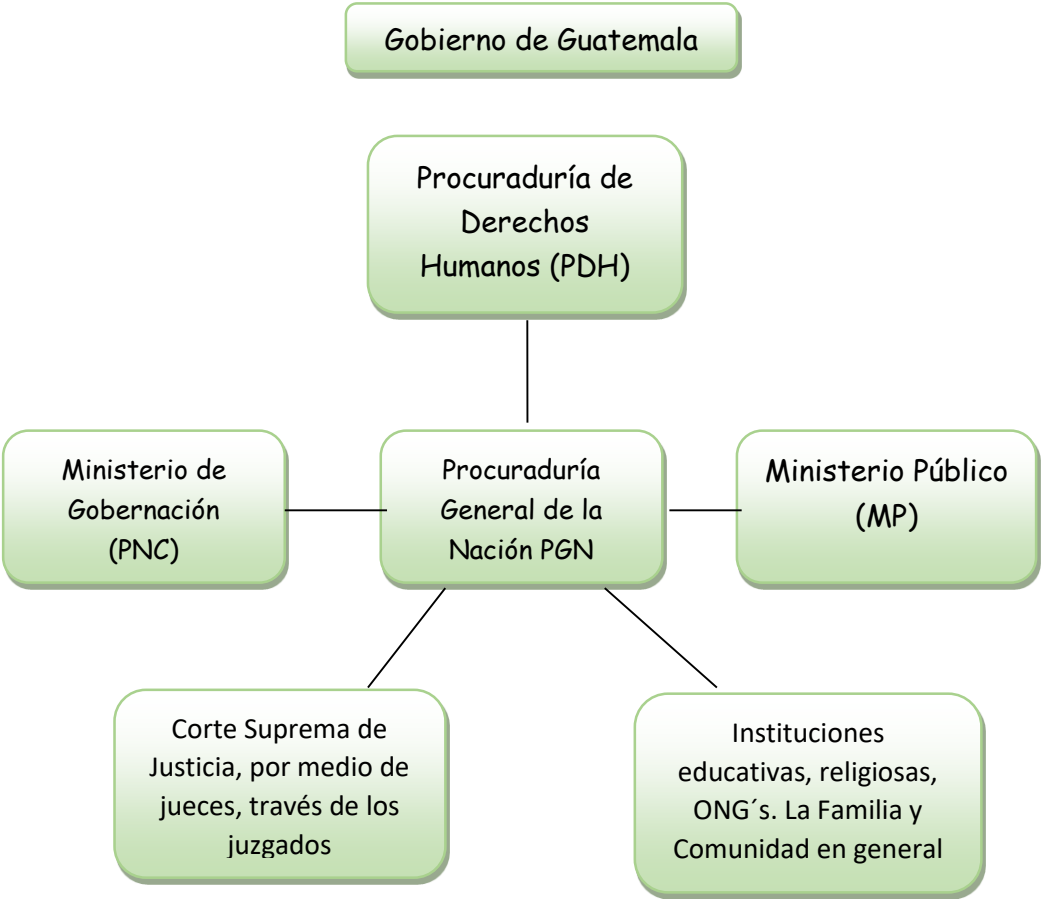 Gobierno de Guatemala
Procuraduría de
Derechos
Humanos (PDH)
Ministerio de
Gobernación
(PNC)
Procuraduría
General de la
Nación PGN
Ministerio Público
(MP)
Corte Suprema de
Justicia, por medio de
jueces, través de los
juzgados
Instituciones
educativas, religiosas,
ONG´s. La Familia y
Comunidad en general